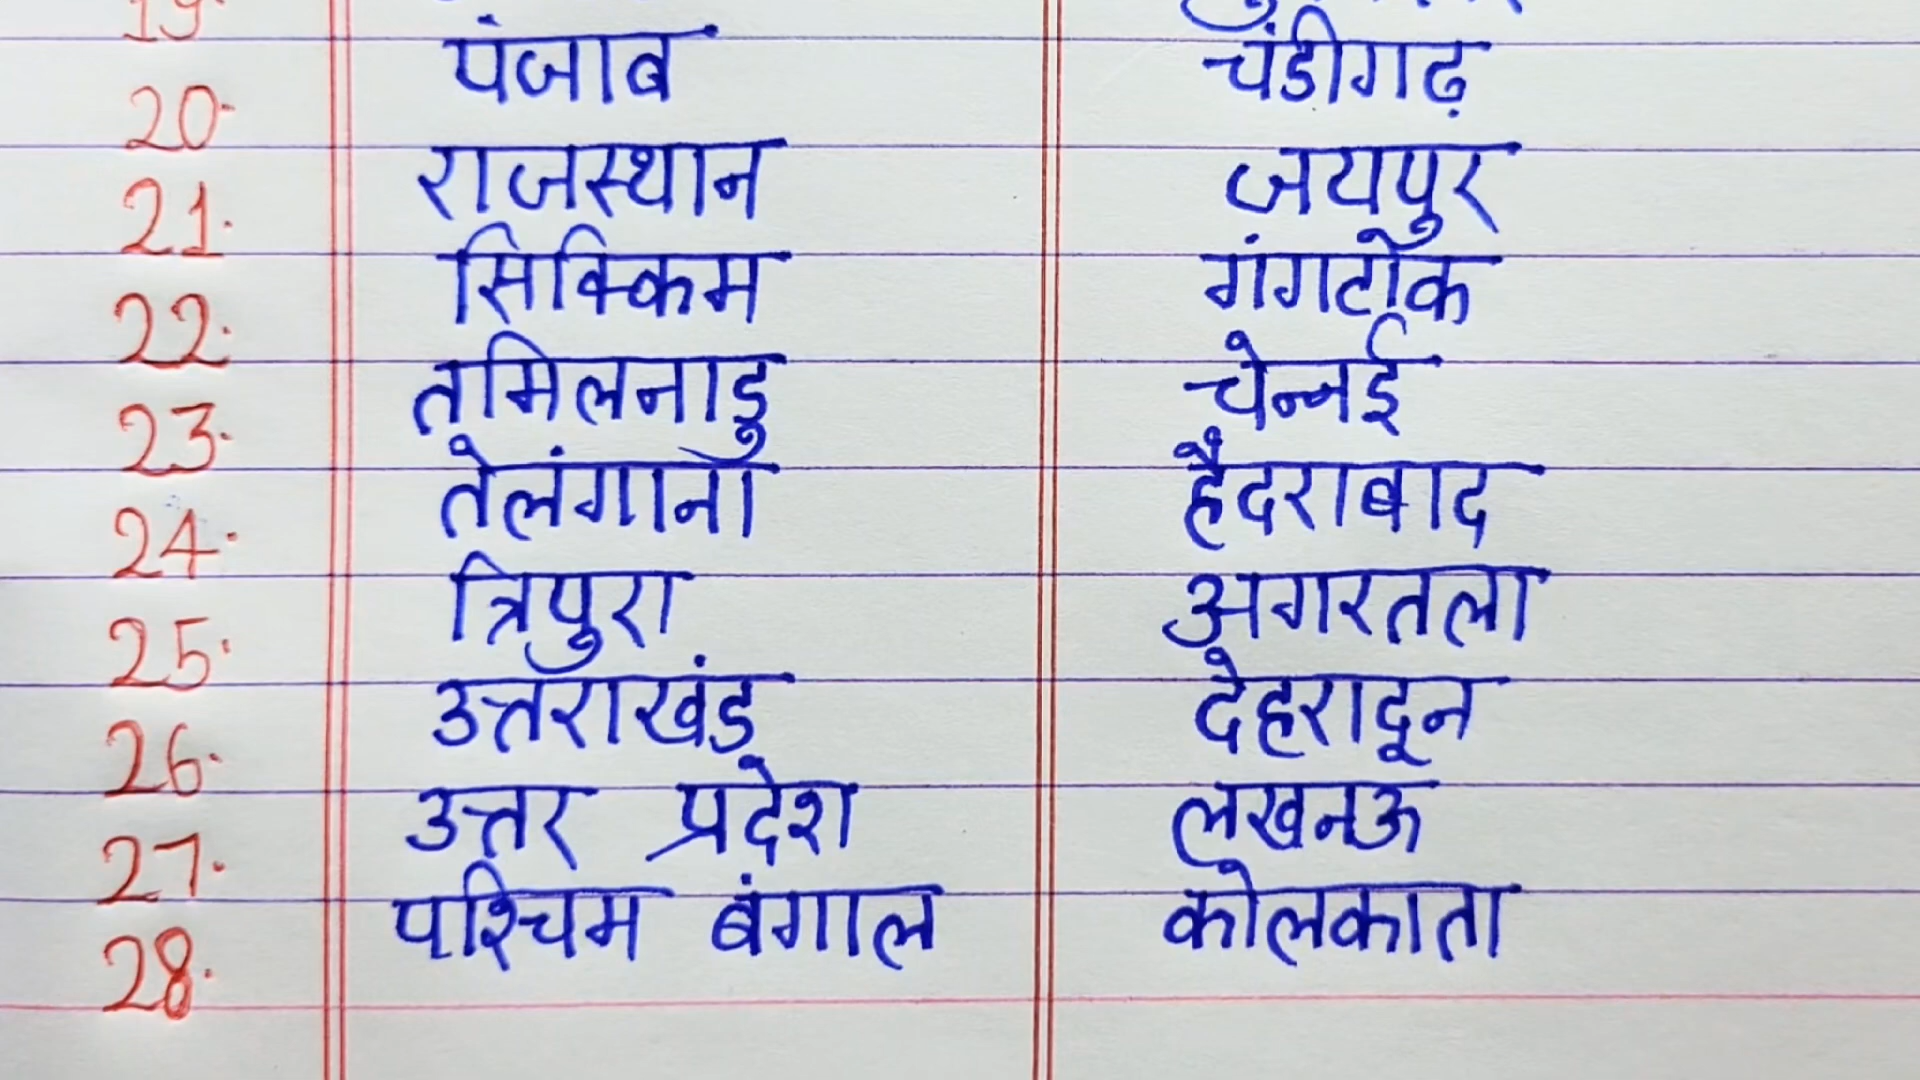 19
20. पंजाब चंडीगढ़
21. राजस्थान जयपुर
22. सिक्किम गंगटोक
23. तमिलनाडु चेन्नई
24. तेलंगाना हैदराबाद
25. त्रिपुरा अगरतला
26. उत्तराखंड देहरादून
27. उत्तर प्रदेश लखनऊ
28. पश्चिम बंगाल कोलकाता